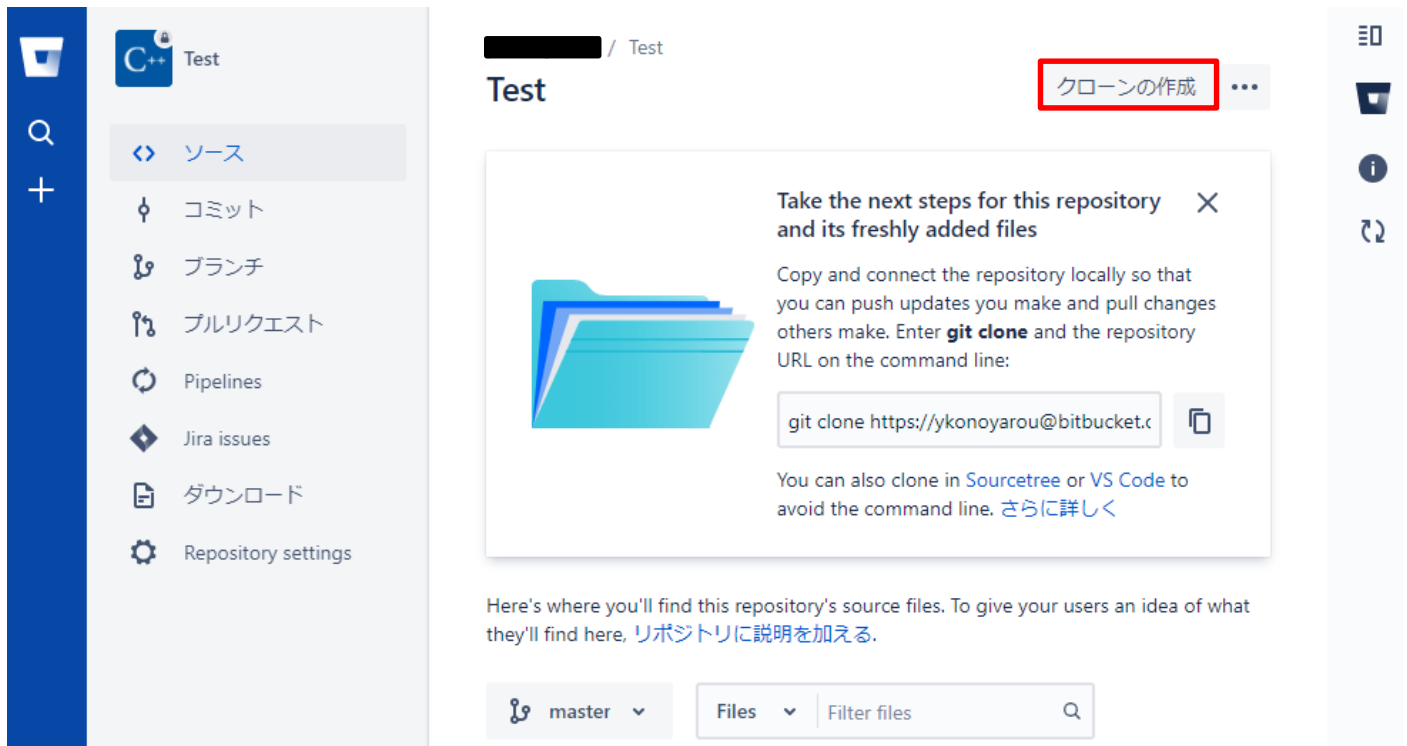 C++
Test
ソース
コミット
ブランチ
プルリクエスト
Pipelines
Jira issues
ダウンロード
Repository settings
/ Test
Test
クローンの作成
Take the next steps for this repository
and its freshly added files
Copy and connect the repository locally so that
you can push updates you make and pull changes
others make. Enter git clone and the repository
URL on the command line:
git clone https://ykonoyarou@bitbucket.c
You can also clone in Sourcetree or VS Code to
avoid the command line. さらに詳しく
Here's where you'll find this repository's source files. To give your users an idea of what
they'll find here, リポジトリに説明を加える.
master
Files
Filter files